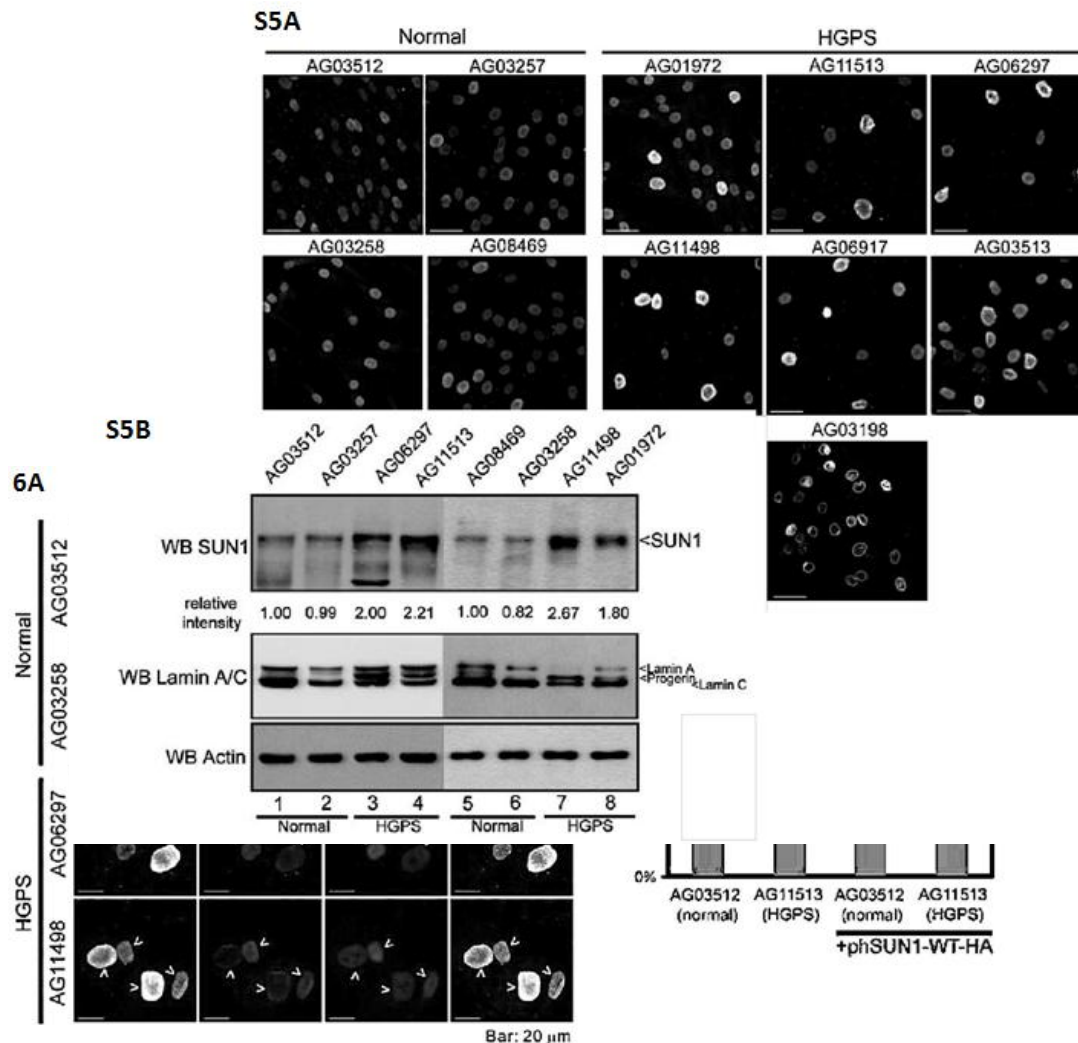 S5A
Normal HGPS
AG03512 AG03257 AG01972 AG11513 AG06297
AG03258 AG08469 AG11498 AG06917 AG03513
AG03198
S5B
AG03512 AG03257 AG06297 AG11513 AG08469 AG03258 AG11498 AG01972
WB SUN1 <SUN1
relative intensity
1.00 0.99 2.00 2.21 1.00 0.82 2.67 1.80
WB Lamin A/C <Lamin A
<Progerin
<Lamin C
WB Actin
1 2 3 4 5 6 7 8
Normal HGPS Normal HGPS
6A
Normal
AG03512
AG03258
HGPS
AG06297
AG11498
Bar: 20 µm
0%
AG03512 AG11513 AG03512 AG11513
(normal) (HGPS) (normal) (HGPS)
+phSUN1-WT-HA